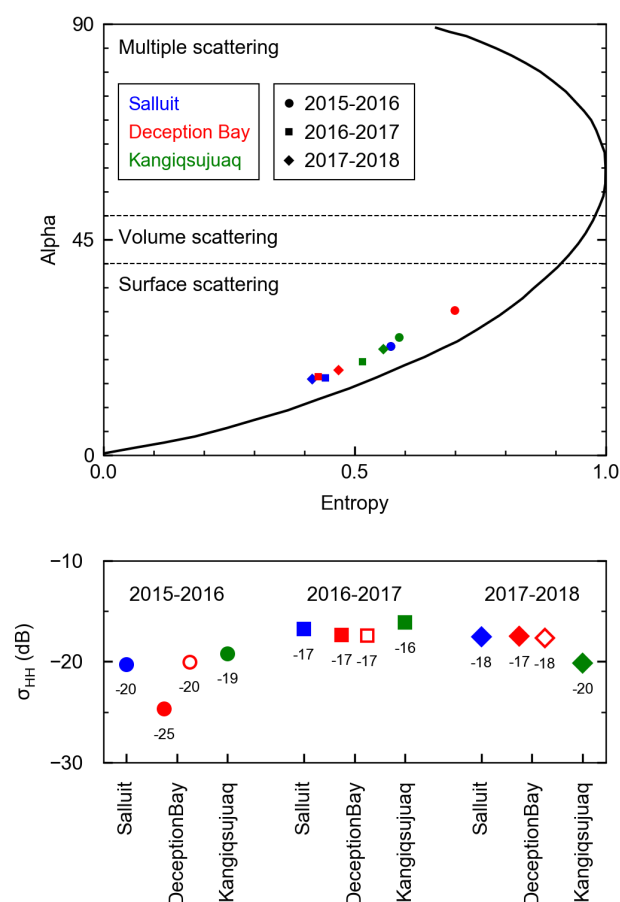 90
Multiple scattering
Salluit
Deception Bay
Kangiqsujuaq
2015-2016
2016-2017
2017-2018
Volume scattering
45
Alpha
Surface scattering
0
0.0
0.5
1.0
Entropy
−10
2015-2016
2016-2017
2017-2018
σHH (dB)
−20
-20
-25
-20
-19
-17
-17
-17
-16
-18
-17
-18
-20
−30
Salluit
DeceptionBay
Kangiqsujuaq
Salluit
DeceptionBay
Kangiqsujuaq
Salluit
DeceptionBay
Kangiqsujuaq